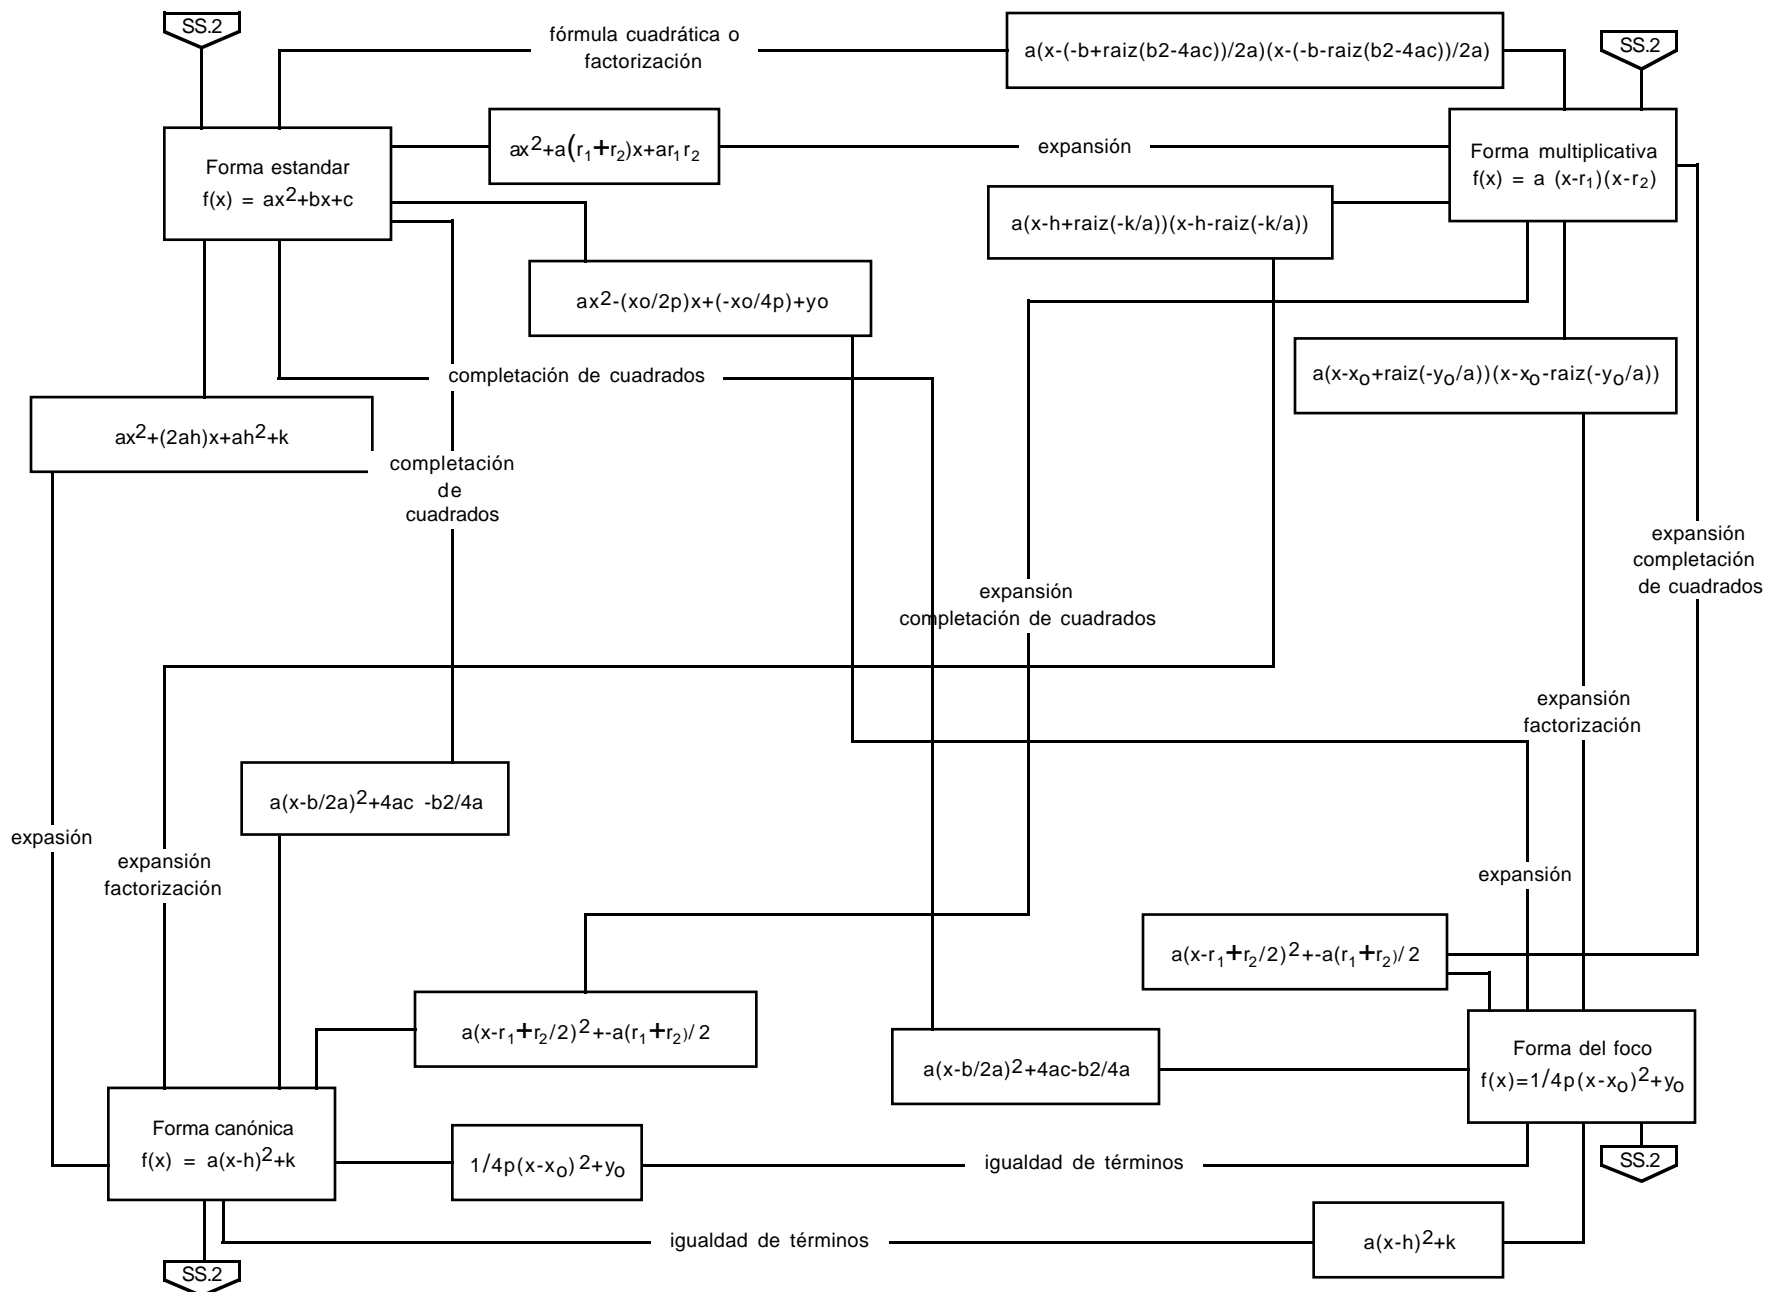 SS.2
fórmula cuadrática o
factorización
a(x-(-b+raiz(b2-4ac))/2a)(x-(-b-raiz(b2-4ac))/2a)
SS.2
Forma estandar
f(x) = ax²+bx+c
ax²+a(r₁+r₂)x+ar₁r₂
expansión
Forma multiplicativa
f(x) = a (x-r₁)(x-r₂)
a(x-h+raiz(-k/a))(x-h-raiz(-k/a))
ax²-(xo/2p)x+(-xo/4p)+yo
completación de cuadrados
a(x-xₒ+raiz(-yₒ/a))(x-xₒ-raiz(-yₒ/a))
ax²+(2ah)x+ah²+k
completación
de
cuadrados
expansión
completación
de cuadrados
expansión
completación de cuadrados
expansión
factorización
a(x-b/2a)²+4ac -b2/4a
expasión
expansión
factorización
expansión
a(x-r₁+r₂/2)²+-a(r₁+r₂)/2
a(x-r₁+r₂/2)²+-a(r₁+r₂)/2
a(x-b/2a)²+4ac-b2/4a
Forma del foco
f(x)=1/4p(x-xₒ)²+yₒ
Forma canónica
f(x) = a(x-h)²+k
1/4p(x-xₒ)²+yₒ
igualdad de términos
SS.2
igualdad de términos
a(x-h)²+k
SS.2